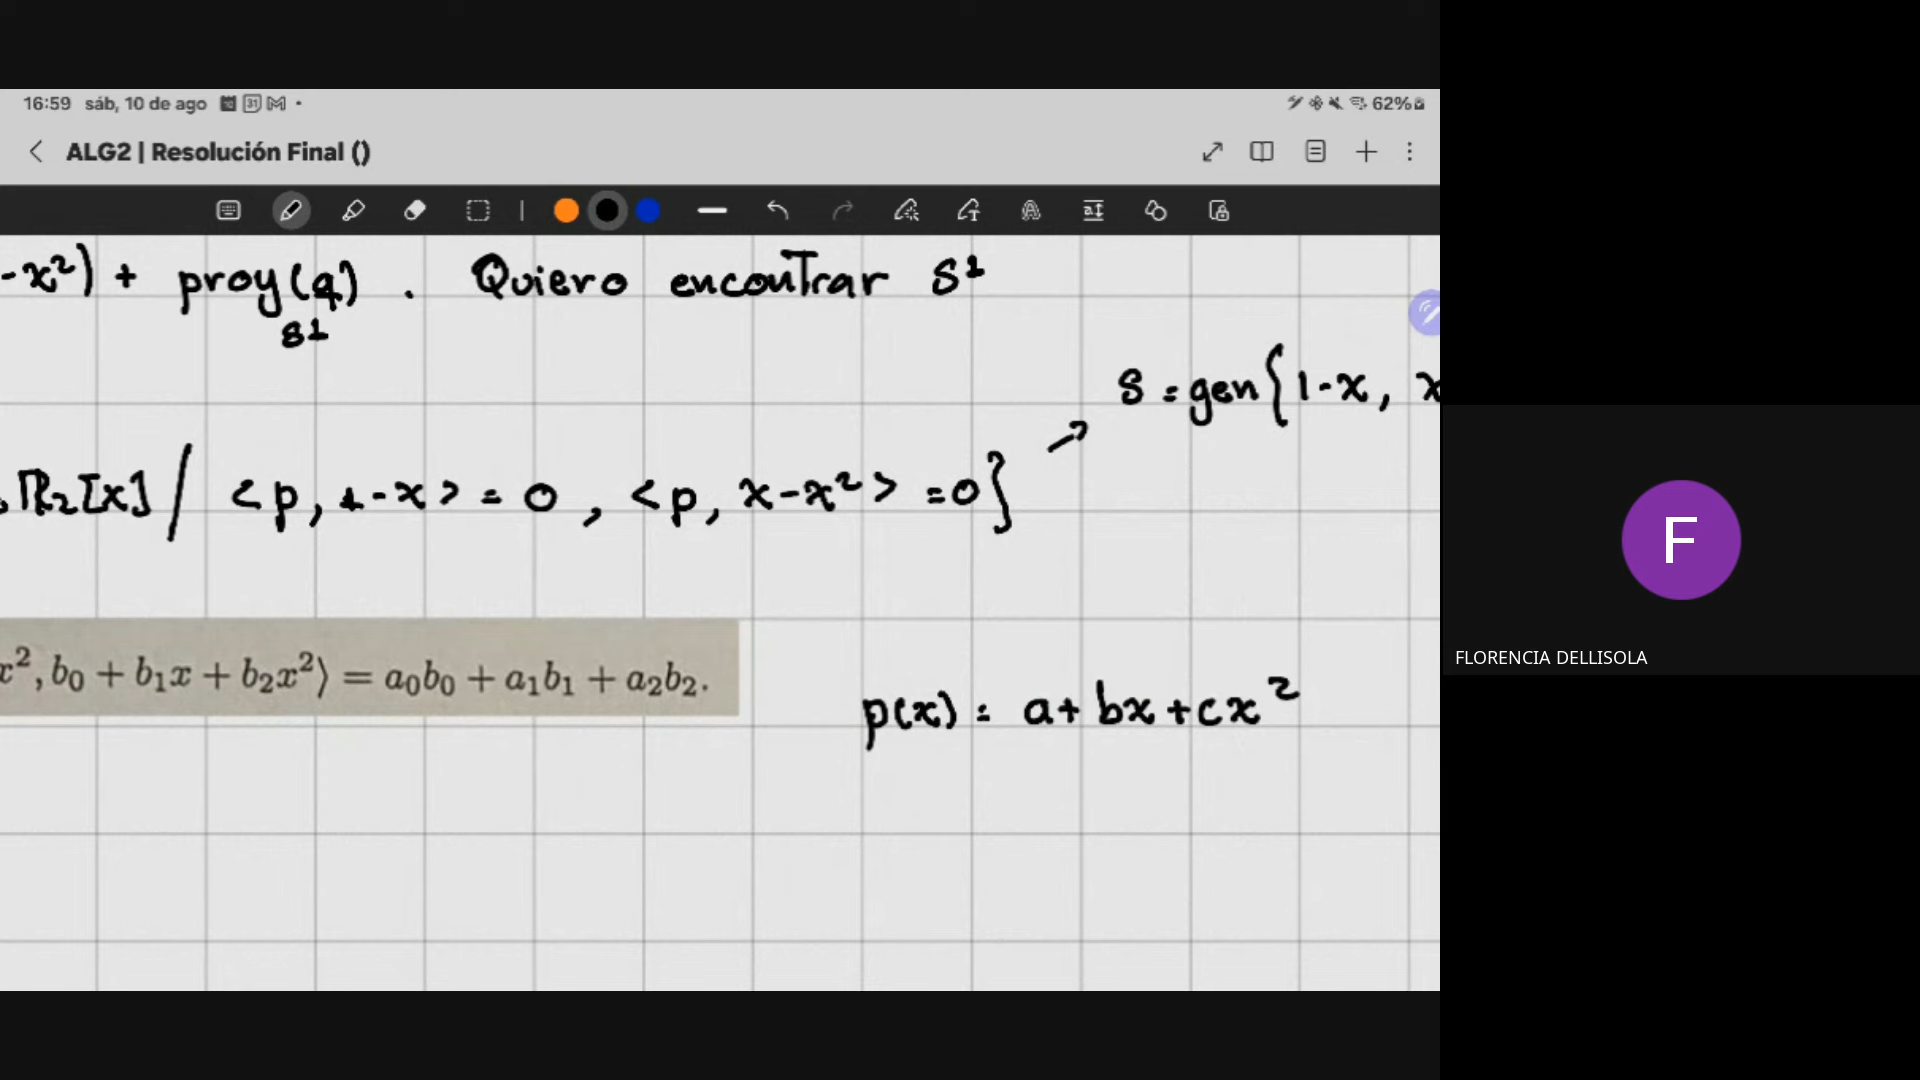 16:59 sáb, 10 de ago 31 62%
ALG2 | Resolución Final ()
-x²) + proy(q) . Quiero encontrar S⊥
S⊥
S = gen{1-x, x
ℝ₂[x] / <p, 1-x> = 0 , <p, x-x²> =0}
x², b₀ + b₁x + b₂x²⟩ = a₀b₀ + a₁b₁ + a₂b₂.
p(x) = a+bx+cx²
F
FLORENCIA DELLISOLA